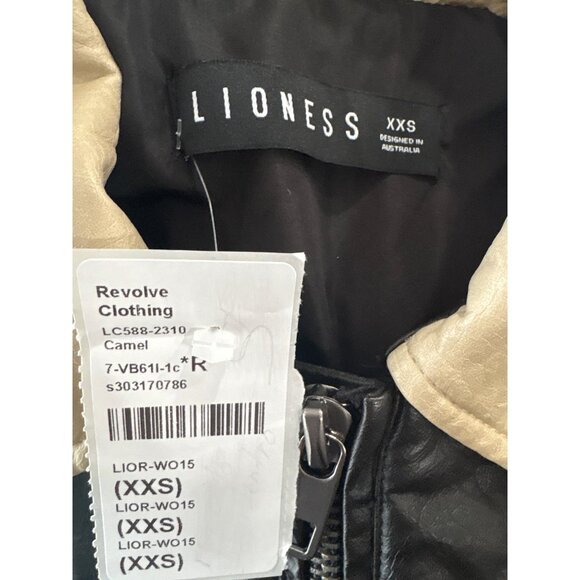 LIONESS
XXS
DESIGNED IN
AUSTRALIA
Revolve
Clothing
LC588-2310
Camel
7-VB61I-1c*R
s303170786
LIOR-WO15
(XXS)
LIOR-WO15
(XXS)
LIOR-WO15
(XXS)